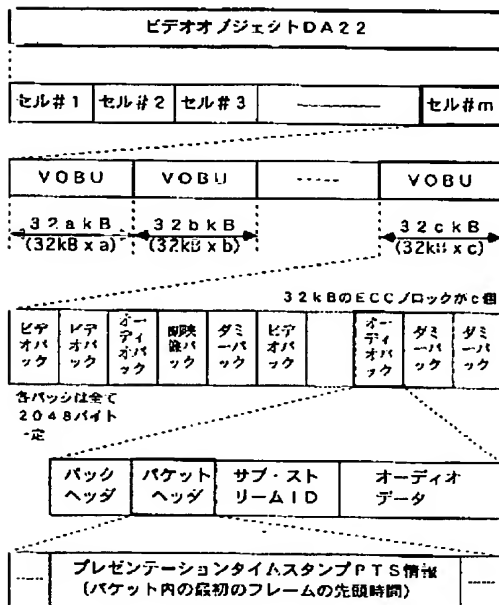 ビデオオブジェクトDA22
セル#1 セル#2 セル#3 セル#m
VOBU VOBU ----- VOBU
32akB 32bkB 32ckB
(32kB x a) (32kB x b) (32kB x c)
32kBのECCブロックがc個
ビデオパック ビデオパック オーディオパック 副映像パック ダミーパック ビデオパック オーディオパック ダミーパック ダミーパック
各パックは全て
2048バイト
一定
パックヘッダ パケットヘッダ サブ・ストリームID オーディオデータ
プレゼンテーションタイムスタンプPTS情報
(パケット内の最初のフレームの先頭時間)